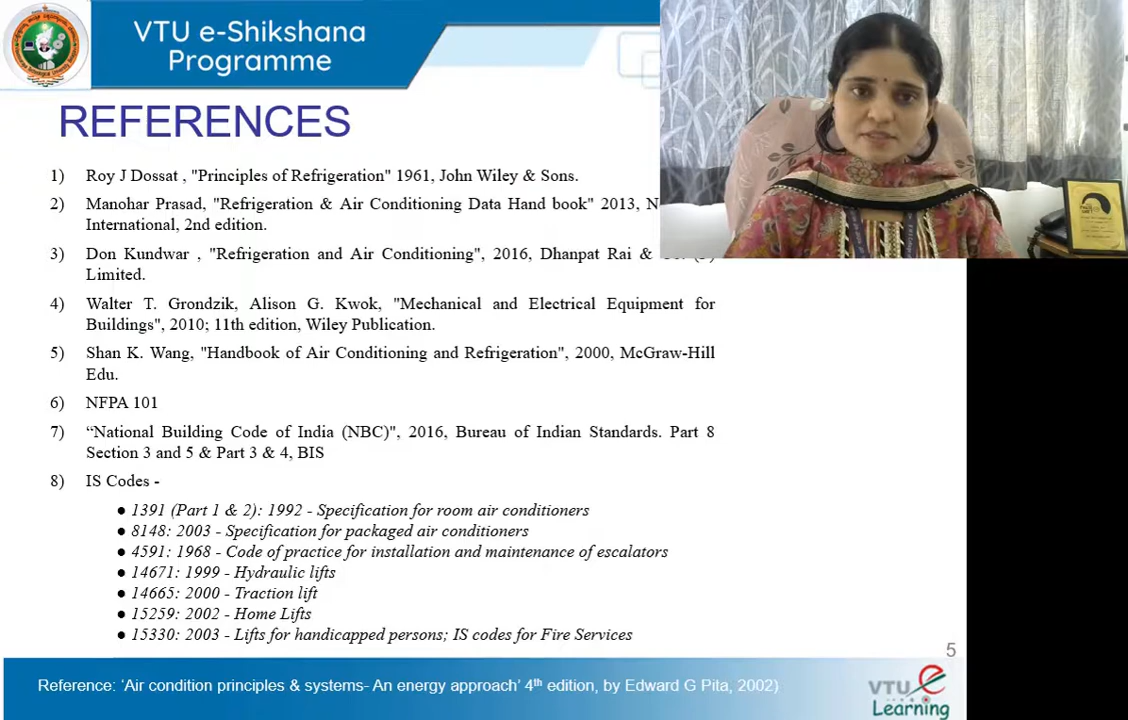 VTU e-Shikshana
Programme
REFERENCES
1) Roy J Dossat , "Principles of Refrigeration" 1961, John Wiley & Sons.
2) Manohar Prasad, "Refrigeration & Air Conditioning Data Hand book" 2013, N
International, 2nd edition.
3) Don Kundwar , "Refrigeration and Air Conditioning", 2016, Dhanpat Rai &
Limited.
4) Walter T. Grondzik, Alison G. Kwok, "Mechanical and Electrical Equipment for
Buildings", 2010; 11th edition, Wiley Publication.
5) Shan K. Wang, "Handbook of Air Conditioning and Refrigeration", 2000, McGraw-Hill
Edu.
6) NFPA 101
7) “National Building Code of India (NBC)", 2016, Bureau of Indian Standards. Part 8
Section 3 and 5 & Part 3 & 4, BIS
8) IS Codes -
● 1391 (Part 1 & 2): 1992 - Specification for room air conditioners
● 8148: 2003 - Specification for packaged air conditioners
● 4591: 1968 - Code of practice for installation and maintenance of escalators
● 14671: 1999 - Hydraulic lifts
● 14665: 2000 - Traction lift
● 15259: 2002 - Home Lifts
● 15330: 2003 - Lifts for handicapped persons; IS codes for Fire Services
5
Reference: ‘Air condition principles & systems- An energy approach’ 4th edition, by Edward G Pita, 2002)
VTU
Learning